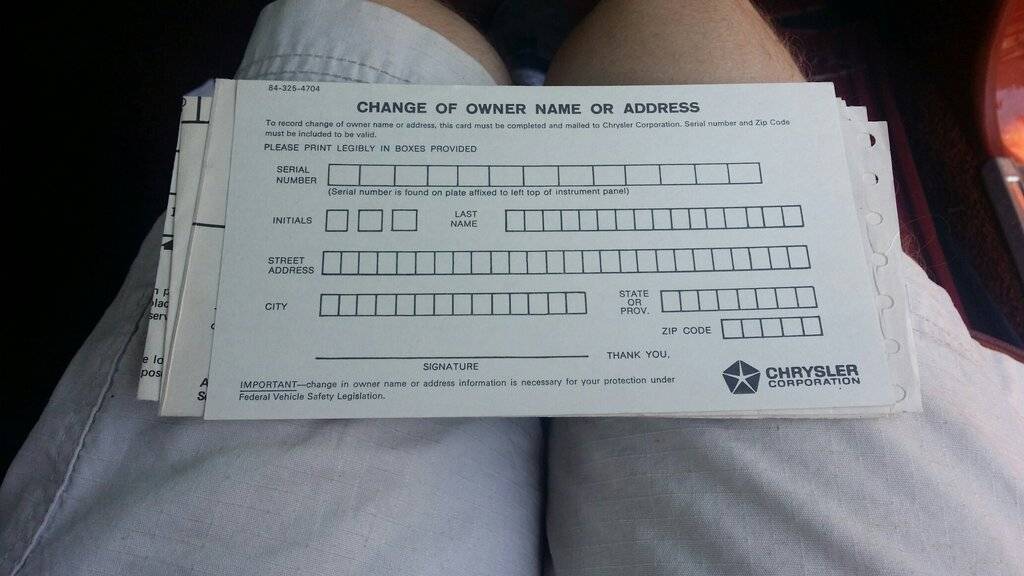 84-325-4704
CHANGE OF OWNER NAME OR ADDRESS
To record change of owner name or address, this card must be completed and mailed to Chrysler Corporation. Serial number and Zip Code
must be included to be valid.
PLEASE PRINT LEGIBLY IN BOXES PROVIDED
SERIAL
NUMBER
(Serial number is found on plate affixed to left top of instrument panel)
INITIALS
LAST
NAME
STREET
ADDRESS
CITY
STATE
OR
PROV.
ZIP CODE
THANK YOU,
SIGNATURE
CHRYSLER
CORPORATION
IMPORTANT—change in owner name or address information is necessary for your protection under
Federal Vehicle Safety Legislation.